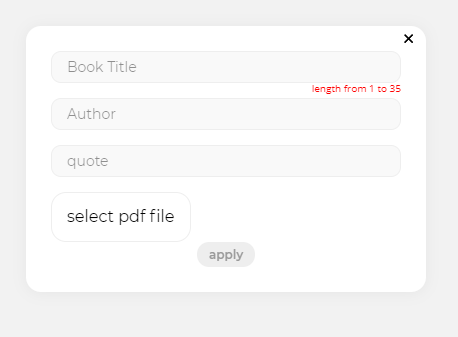 Book Title
length from 1 to 35
Author
quote
select pdf file
apply